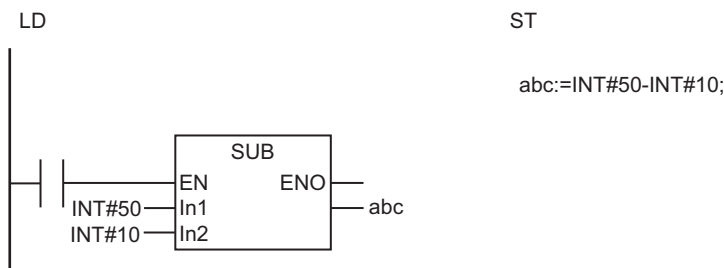 LD
ST
abc:=INT#50-INT#10;
SUB
EN ENO
INT#50 In1 abc
INT#10 In2